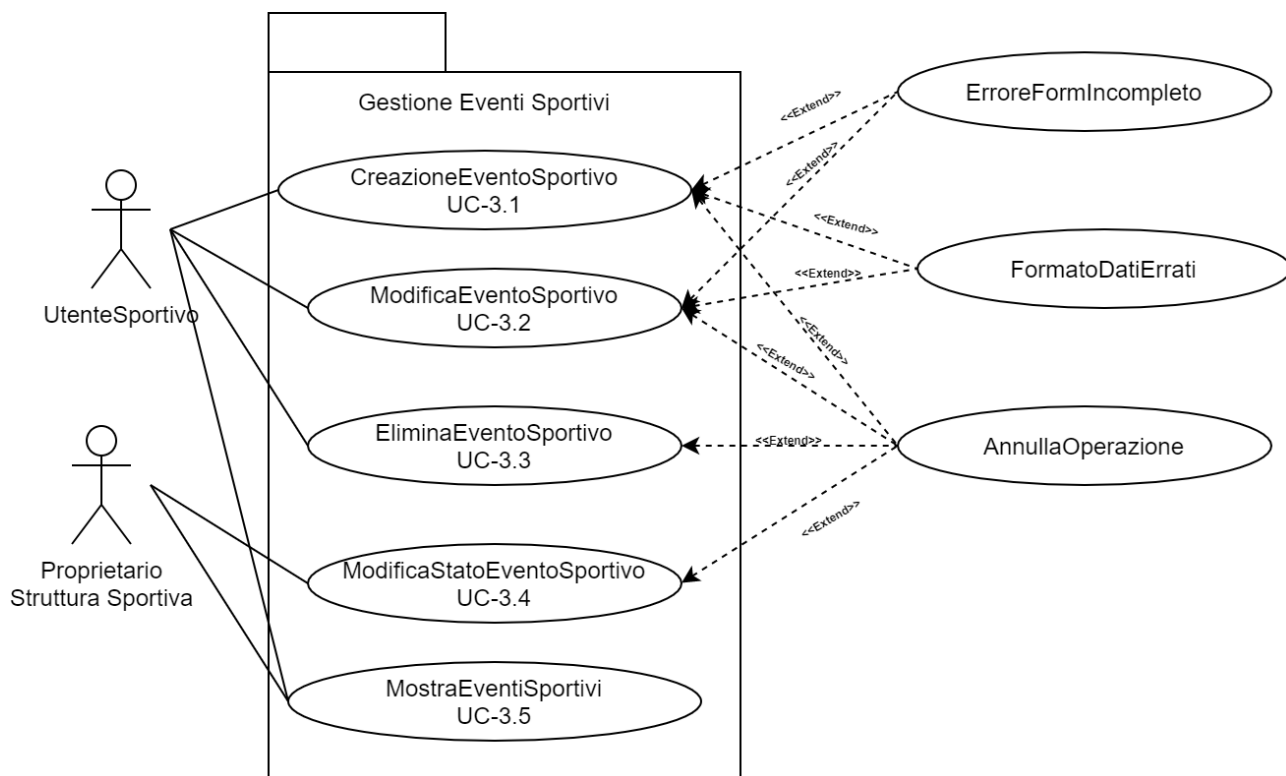 Gestione Eventi Sportivi
CreazioneEventoSportivo
UC-3.1
ModificaEventoSportivo
UC-3.2
EliminaEventoSportivo
UC-3.3
ModificaStatoEventoSportivo
UC-3.4
MostraEventiSportivi
UC-3.5
UtenteSportivo
Proprietario
Struttura Sportiva
<<Extend>>
<<Extend>>
<<Extend>>
<<Extend>>
<<Extend>>
<<Extend>>
<<Extend>>
<<Extend>>
ErroreFormIncompleto
FormatoDatiErrati
AnnullaOperazione